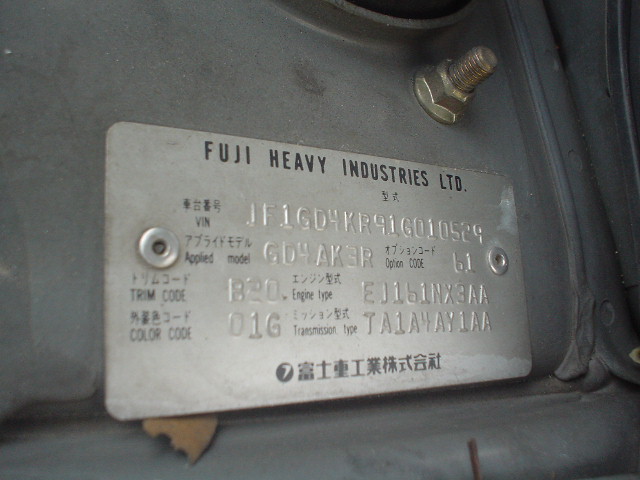 FUJI HEAVY INDUSTRIES LTD.
型式
車台番号 VIN JF1GD4KR91G010529
アプライドモデル Applied model GD4AK3R オプションコード Option CODE 61
トリムコード TRIM CODE B20 エンジン型式 Engine type EJ161NX3AA
外装色コード COLOR CODE 01G ミッション型式 Transmission type TA1A4AY1AA
富士重工業株式会社